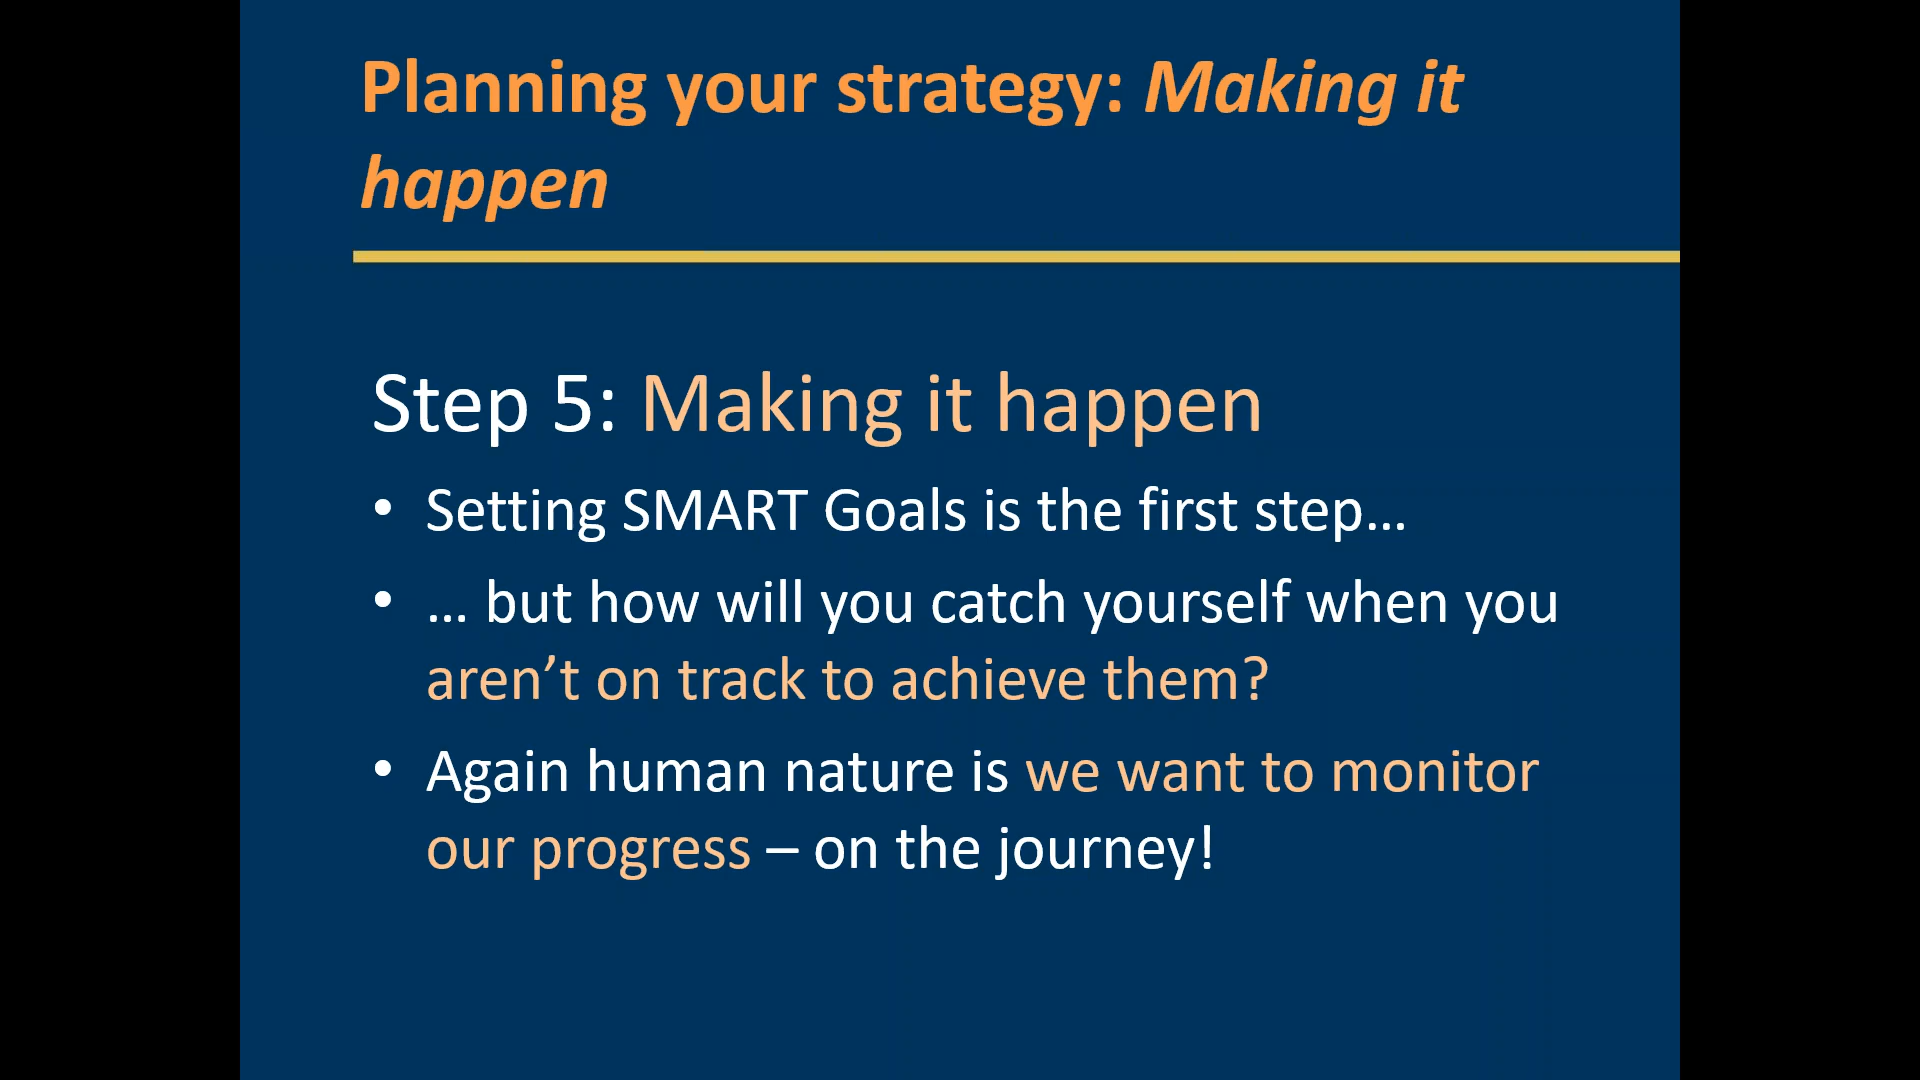 Planning your strategy: Making it
happen
Step 5: Making it happen
• Setting SMART Goals is the first step…
• … but how will you catch yourself when you
aren’t on track to achieve them?
• Again human nature is we want to monitor
our progress – on the journey!